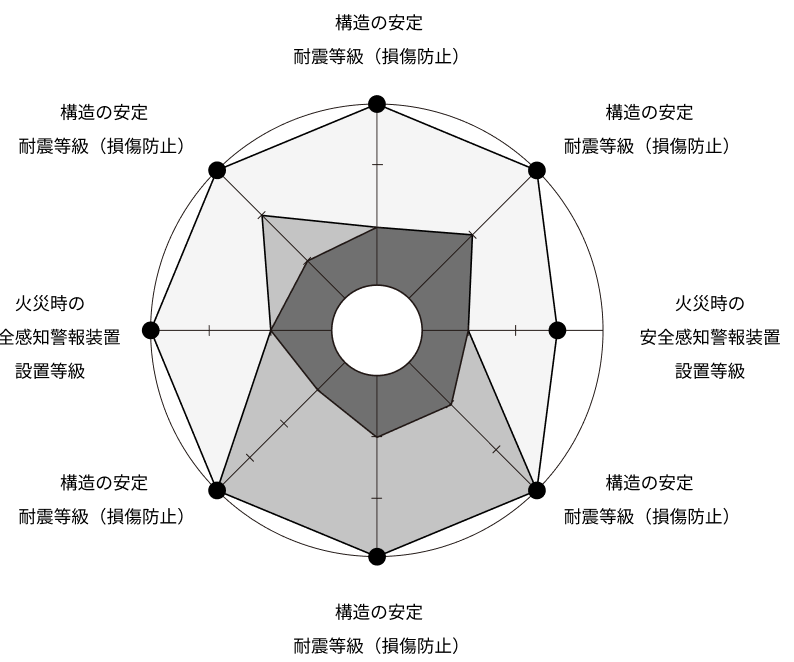 構造の安定
耐震等級（損傷防止）
構造の安定
耐震等級（損傷防止）
構造の安定
耐震等級（損傷防止）
火災時の
全感知警報装置
設置等級
火災時の
安全感知警報装置
設置等級
構造の安定
耐震等級（損傷防止）
構造の安定
耐震等級（損傷防止）
構造の安定
耐震等級（損傷防止）